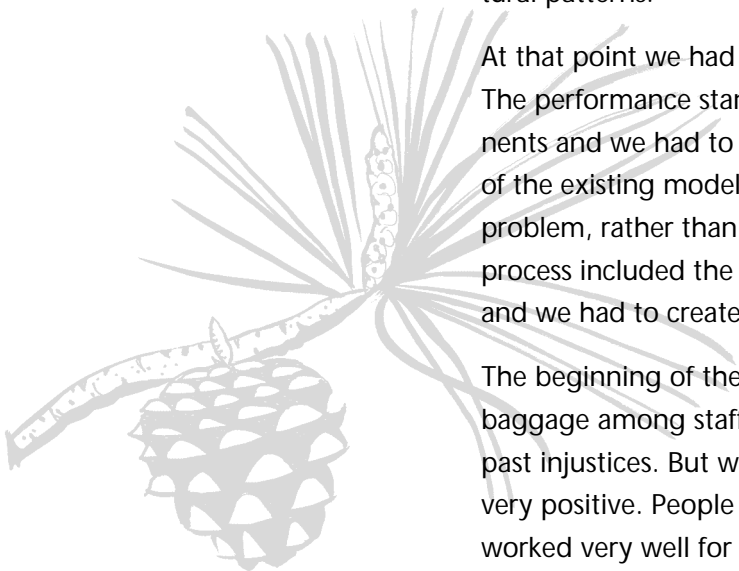 tural patterns.
At that point we had
The performance star
nents and we had to
of the existing model
problem, rather than
process included the
and we had to create
The beginning of the
baggage among staf
past injustices. But w
very positive. People
worked very well for